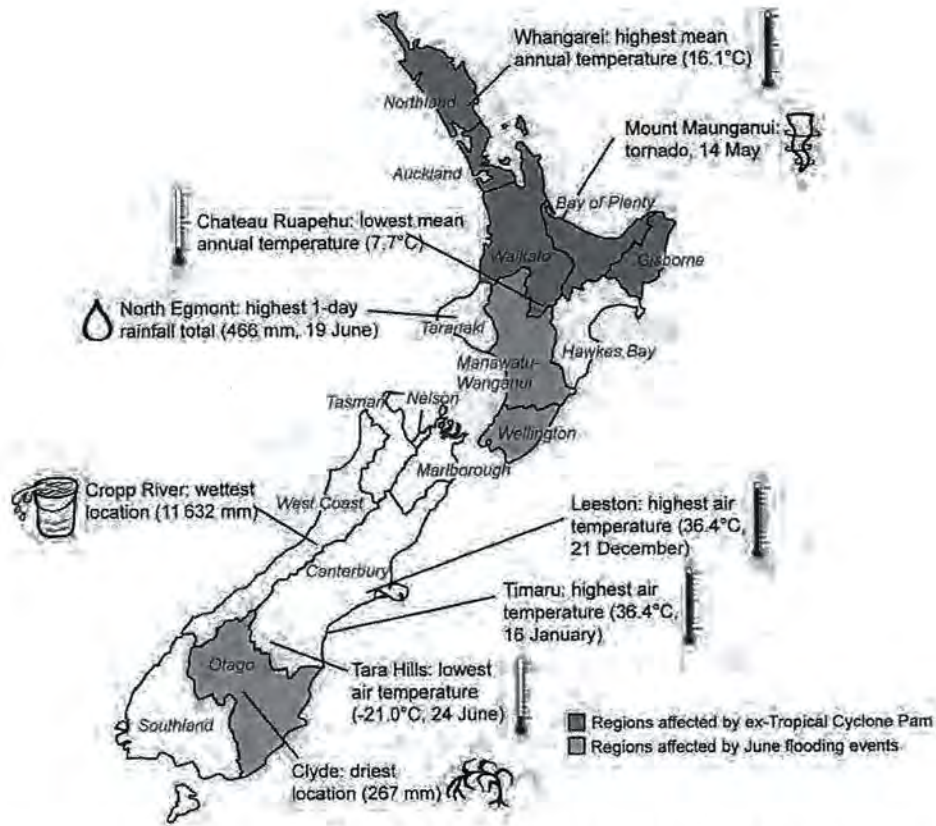 Whangarei: highest mean
annual temperature (16.1°C)
Northland
Mount Maunganui:
tornado, 14 May
Auckland
Bay of Plenty
Chateau Ruapehu: lowest mean
annual temperature (7.7°C)
Waikato
Gisborne
North Egmont: highest 1-day
rainfall total (466 mm, 19 June)
Taranaki
Hawkes Bay
Manawatu-
Wanganui
Tasman
Nelson
Wellington
Marlborough
Cropp River: wettest
location (11 632 mm)
West Coast
Leeston: highest air
temperature (36.4°C,
21 December)
Canterbury
Timaru: highest air
temperature (36.4°C,
16 January)
Otago
Tara Hills: lowest
air temperature
(-21.0°C, 24 June)
Southland
Regions affected by ex-Tropical Cyclone Pam
Regions affected by June flooding events
Clyde: driest
location (267 mm)